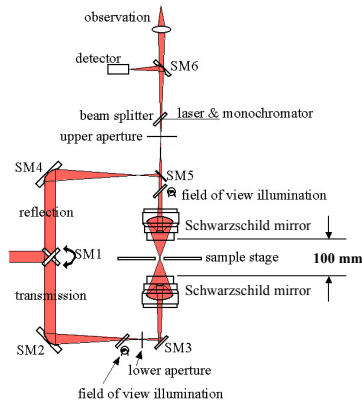 observation
detector
SM6
beam splitter
laser & monochromator
upper aperture
SM4
SM5
field of view illumination
reflection
Schwarzschild mirror
SM1
sample stage
100 mm
transmission
Schwarzschild mirror
SM2
SM3
lower aperture
field of view illumination